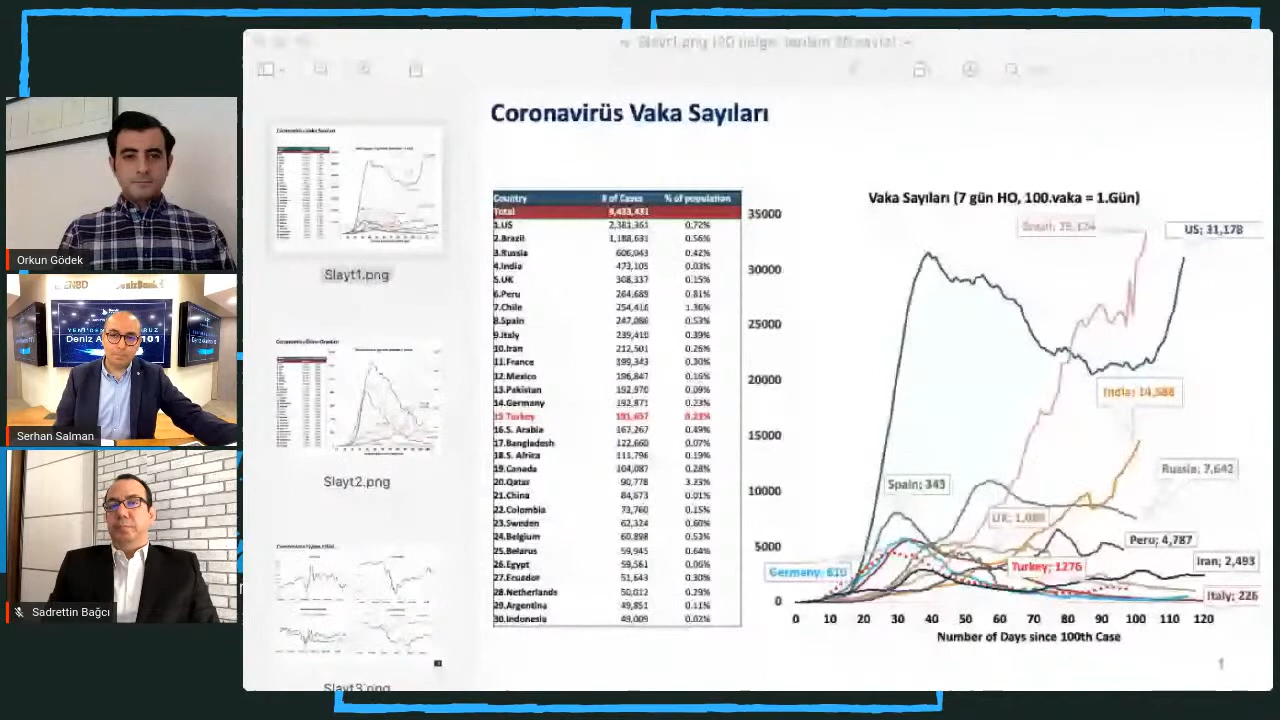 Orkun Gödek
Serhan Salman
Sadrettin Bağcı
DenizBank
Deniz A
101
Slayt1.png
Slayt2.png
Slayt3.png
Coronavirüs Vaka Sayıları
Country # of Cases % of population
Total 9,433,431
1.US 2,381,361 0.72%
2.Brazil 1,188,631 0.56%
3.Russia 606,043 0.42%
4.India 473,105 0.03%
5.UK 308,337 0.15%
6.Peru 264,689 0.81%
7.Chile 254,416 1.36%
8.Spain 247,086 0.53%
9.Italy 239,410 0.39%
10.Iran 212,501 0.26%
11.France 199,343 0.30%
12.Mexico 196,847 0.16%
13.Pakistan 192,970 0.09%
14.Germany 192,871 0.23%
15 Turkey 191,657 0.23%
16.S. Arabia 167,267 0.49%
17.Bangladesh 122,660 0.07%
18.S. Africa 111,796 0.19%
19.Canada 104,087 0.28%
20.Qatar 90,778 3.23%
21.China 84,673 0.01%
22.Colombia 73,760 0.15%
23.Sweden 62,324 0.60%
24.Belgium 60,898 0.53%
25.Belarus 59,945 0.64%
26.Egypt 59,561 0.06%
27.Ecuador 51,643 0.30%
28.Netherlands 50,012 0.29%
29.Argentina 49,851 0.11%
30.Indonesia 49,009 0.02%
Vaka Sayıları (7 gün HO, 100.vaka = 1.Gün)
35000
30000
25000
20000
15000
10000
5000
0
US; 31,178
India; 14,588
Russia; 7,642
Spain; 343
UK; 1,088
Peru; 4,787
Germany; 610
Turkey; 1276
Iran; 2,493
Italy; 226
0 10 20 30 40 50 60 70 80 90 100 110 120
Number of Days since 100th Case
1